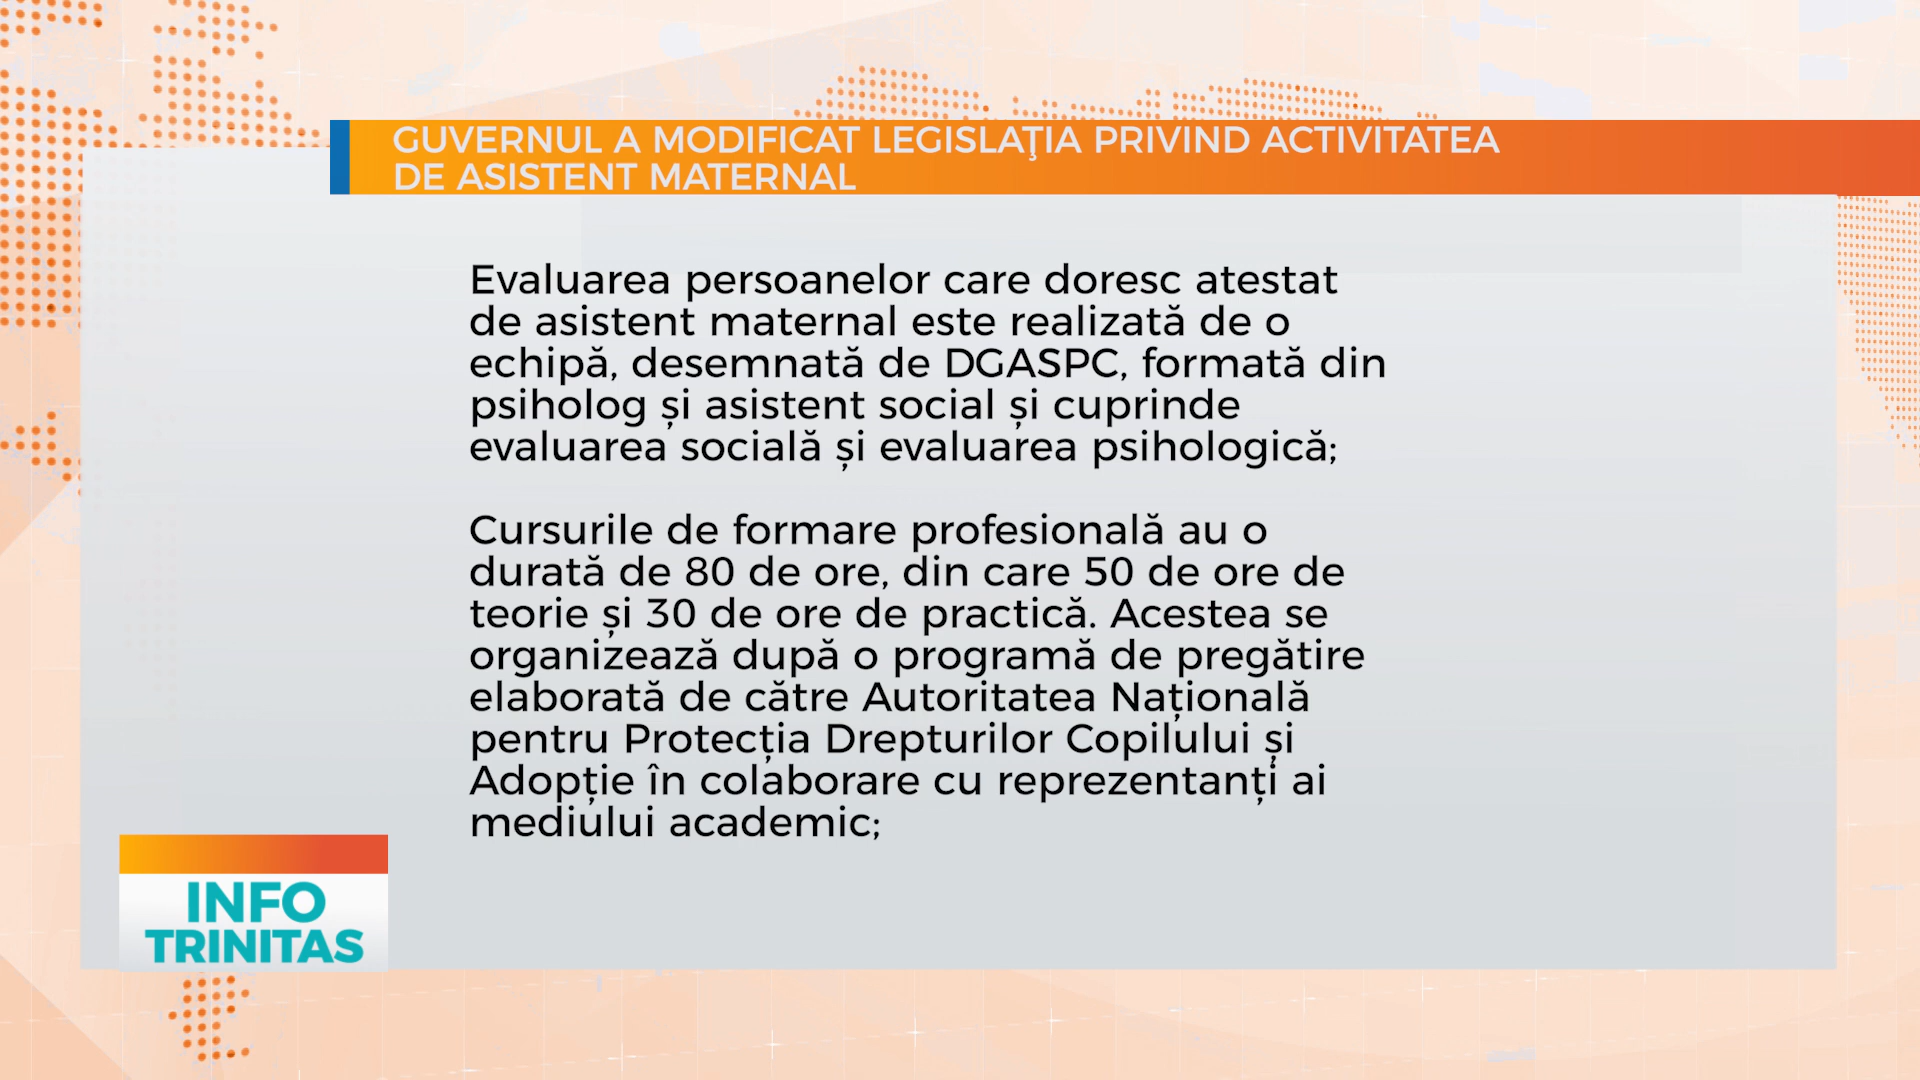 GUVERNUL A MODIFICAT LEGISLAŢIA PRIVIND ACTIVITATEA
DE ASISTENT MATERNAL
Evaluarea persoanelor care doresc atestat
de asistent maternal este realizată de o
echipă, desemnată de DGASPC, formată din
psiholog și asistent social și cuprinde
evaluarea socială și evaluarea psihologică;
Cursurile de formare profesională au o
durată de 80 de ore, din care 50 de ore de
teorie și 30 de ore de practică. Acestea se
organizează după o programă de pregătire
elaborată de către Autoritatea Națională
pentru Protecția Drepturilor Copilului și
Adopție în colaborare cu reprezentanți ai
mediului academic;
INFO
TRINITAS